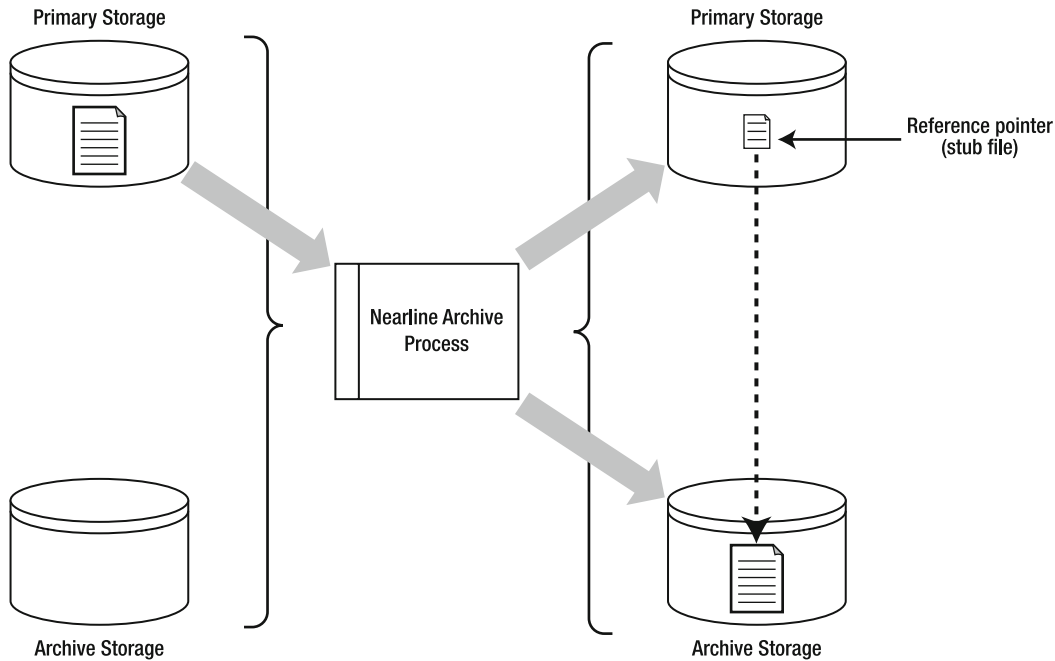 Primary Storage
Primary Storage
Reference pointer
(stub file)
Nearline Archive
Process
Archive Storage
Archive Storage